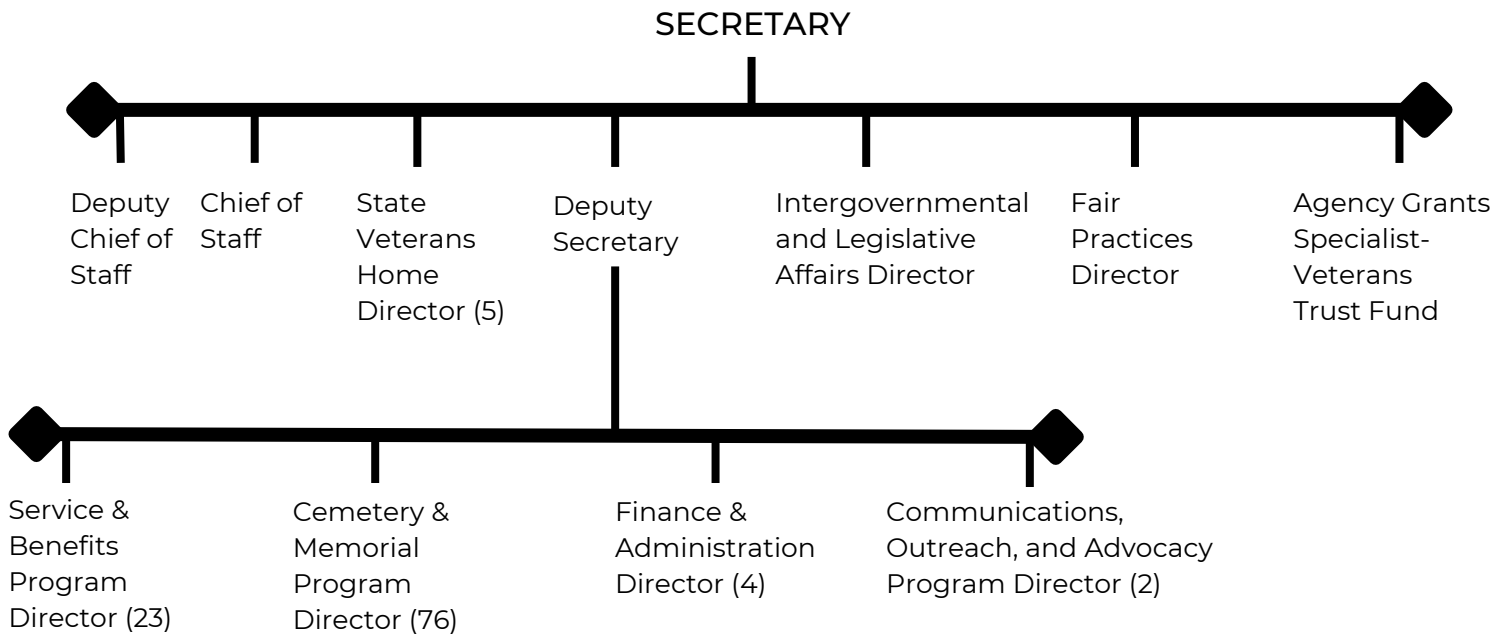 SECRETARY
Deputy
Chief of
Staff
Chief of
Staff
State
Veterans
Home
Director (5)
Deputy
Secretary
Intergovernmental
and Legislative
Affairs Director
Fair
Practices
Director
Agency Grants
Specialist-
Veterans
Trust Fund
Service &
Benefits
Program
Director (23)
Cemetery &
Memorial
Program
Director (76)
Finance &
Administration
Director (4)
Communications,
Outreach, and Advocacy
Program Director (2)